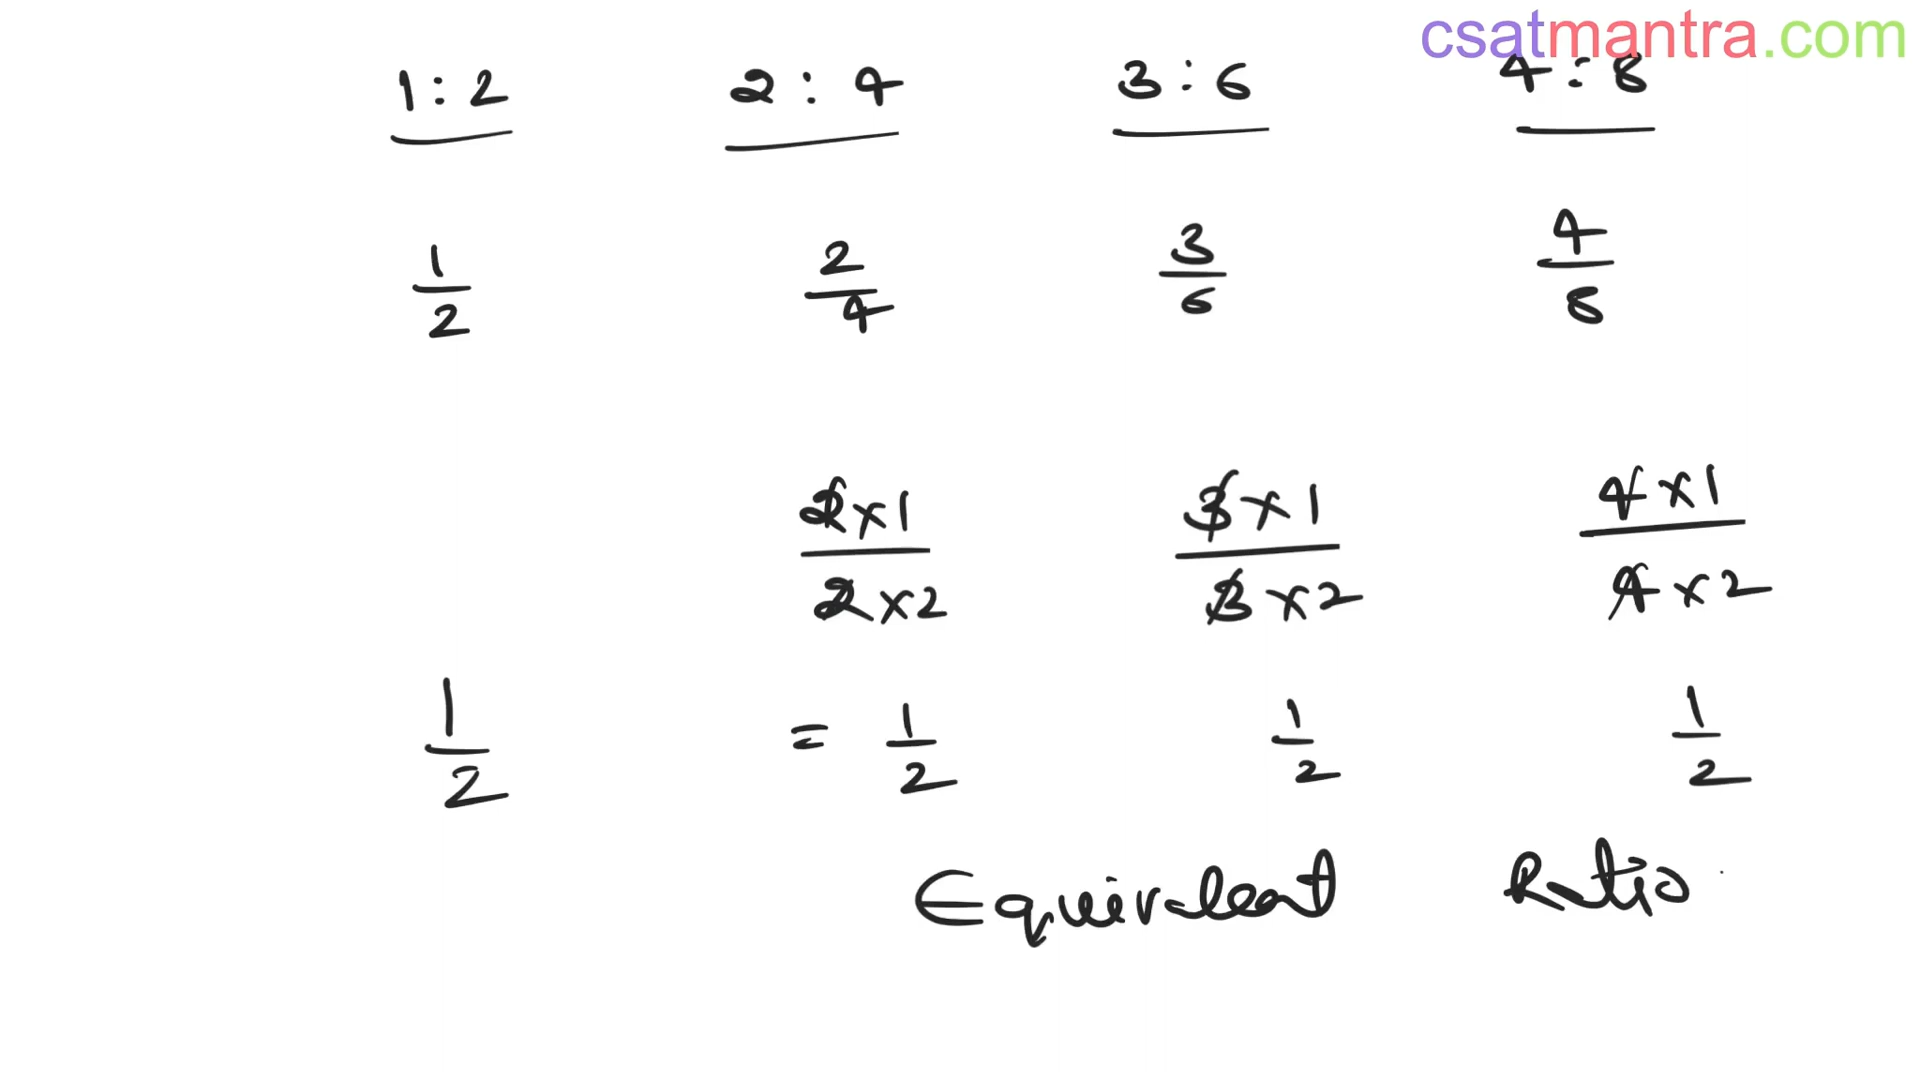 csatmantra.com
1 : 2 2 : 4 3 : 6 4 : 8
1/2 2/4 3/6 4/8
2×1/2×2 3×1/3×2 4×1/4×2
1/2 = 1/2 1/2 1/2
Equivalent Ratio